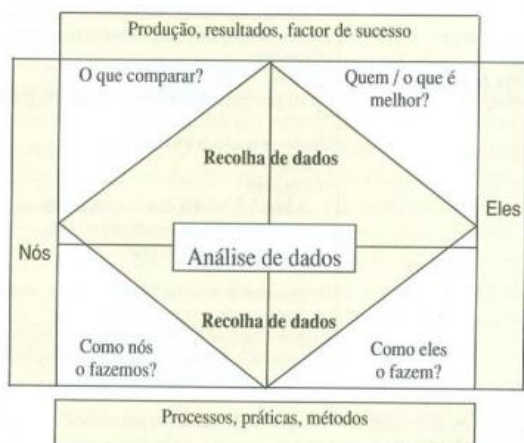 Produção, resultados, factor de sucesso
O que comparar?
Quem / o que é
melhor?
Recolha de dados
Nós
Eles
Análise de dados
Recolha de dados
Como nós
o fazemos?
Como eles
o fazem?
Processos, práticas, métodos